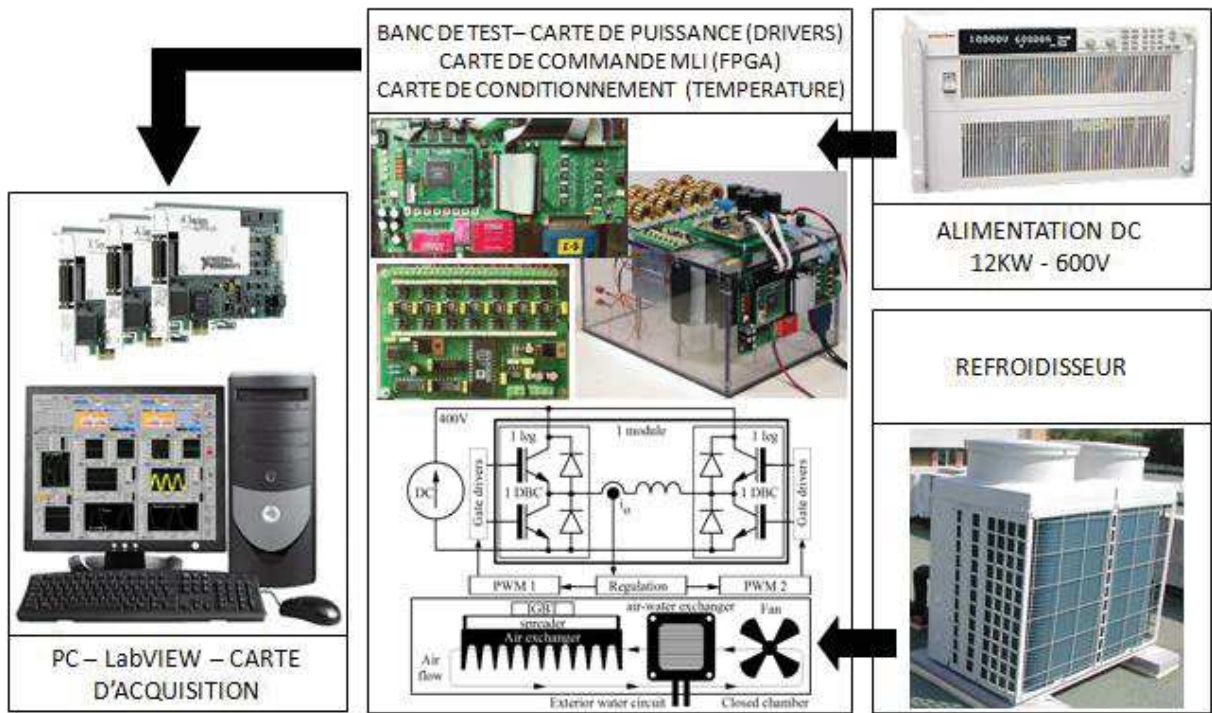 BANC DE TEST– CARTE DE PUISSANCE (DRIVERS)
CARTE DE COMMANDE MLI (FPGA)
CARTE DE CONDITIONNEMENT (TEMPERATURE)
ALIMENTATION DC
12KW - 600V
REFROIDISSEUR
PC – LabVIEW – CARTE
D'ACQUISITION
400V
1 leg
1 module
1 leg
DC
Gate drivers
1 DBC
i₀
1 DBC
Gate drivers
PWM 1
Regulation
PWM 2
IGBT
spreader
Air exchanger
air-water exchanger
Fan
Air
flow
Exterior water circuit
Closed chamber